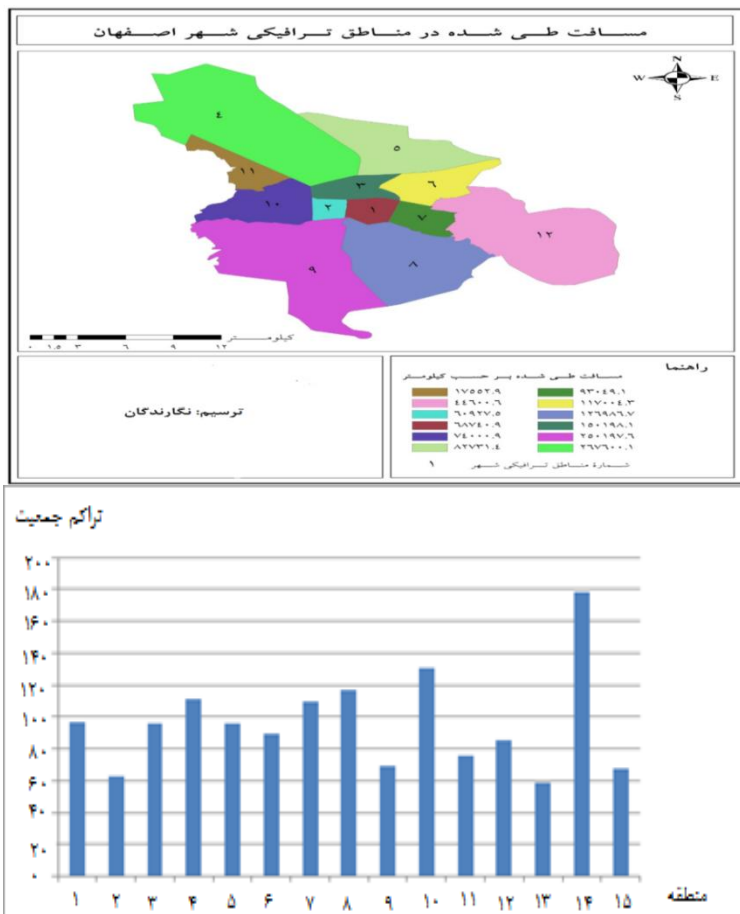 مسافت طی شده در مناطق ترافیکی شهر اصفهان
N
W E
S
۴
۵
۱۱
۳
۶
۱۰
۲
۱
۷
۱۲
۹
۸
کیلومتر
۰ ۱.۵ ۳ ۶ ۹ ۱۲
ترسیم: نگارندگان
راهنما
مسافت طی شده بر حسب کیلومتر
۱۷۵۵۲.۹ ۹۳۰۴۹.۱
۴۴۶۰۰.۶ ۱۱۷۰۰۴.۳
۶۰۹۲۷.۵ ۱۲۶۹۸۶.۷
۶۸۷۴۰.۹ ۱۵۰۱۹۸.۱
۷۴۰۰۰.۹ ۲۵۰۱۹۷.۶
۸۲۷۳۱.۴ ۲۶۷۶۰۰.۱
۱ شمارهٔ مناطق ترافیکی شهر
تراکم جمعیت
۲۰۰
۱۸۰
۱۶۰
۱۴۰
۱۲۰
۱۰۰
۸۰
۶۰
۴۰
۲۰
۰
۱ ۲ ۳ ۴ ۵ ۶ ۷ ۸ ۹ ۱۰ ۱۱ ۱۲ ۱۳ ۱۴ ۱۵
منطقه